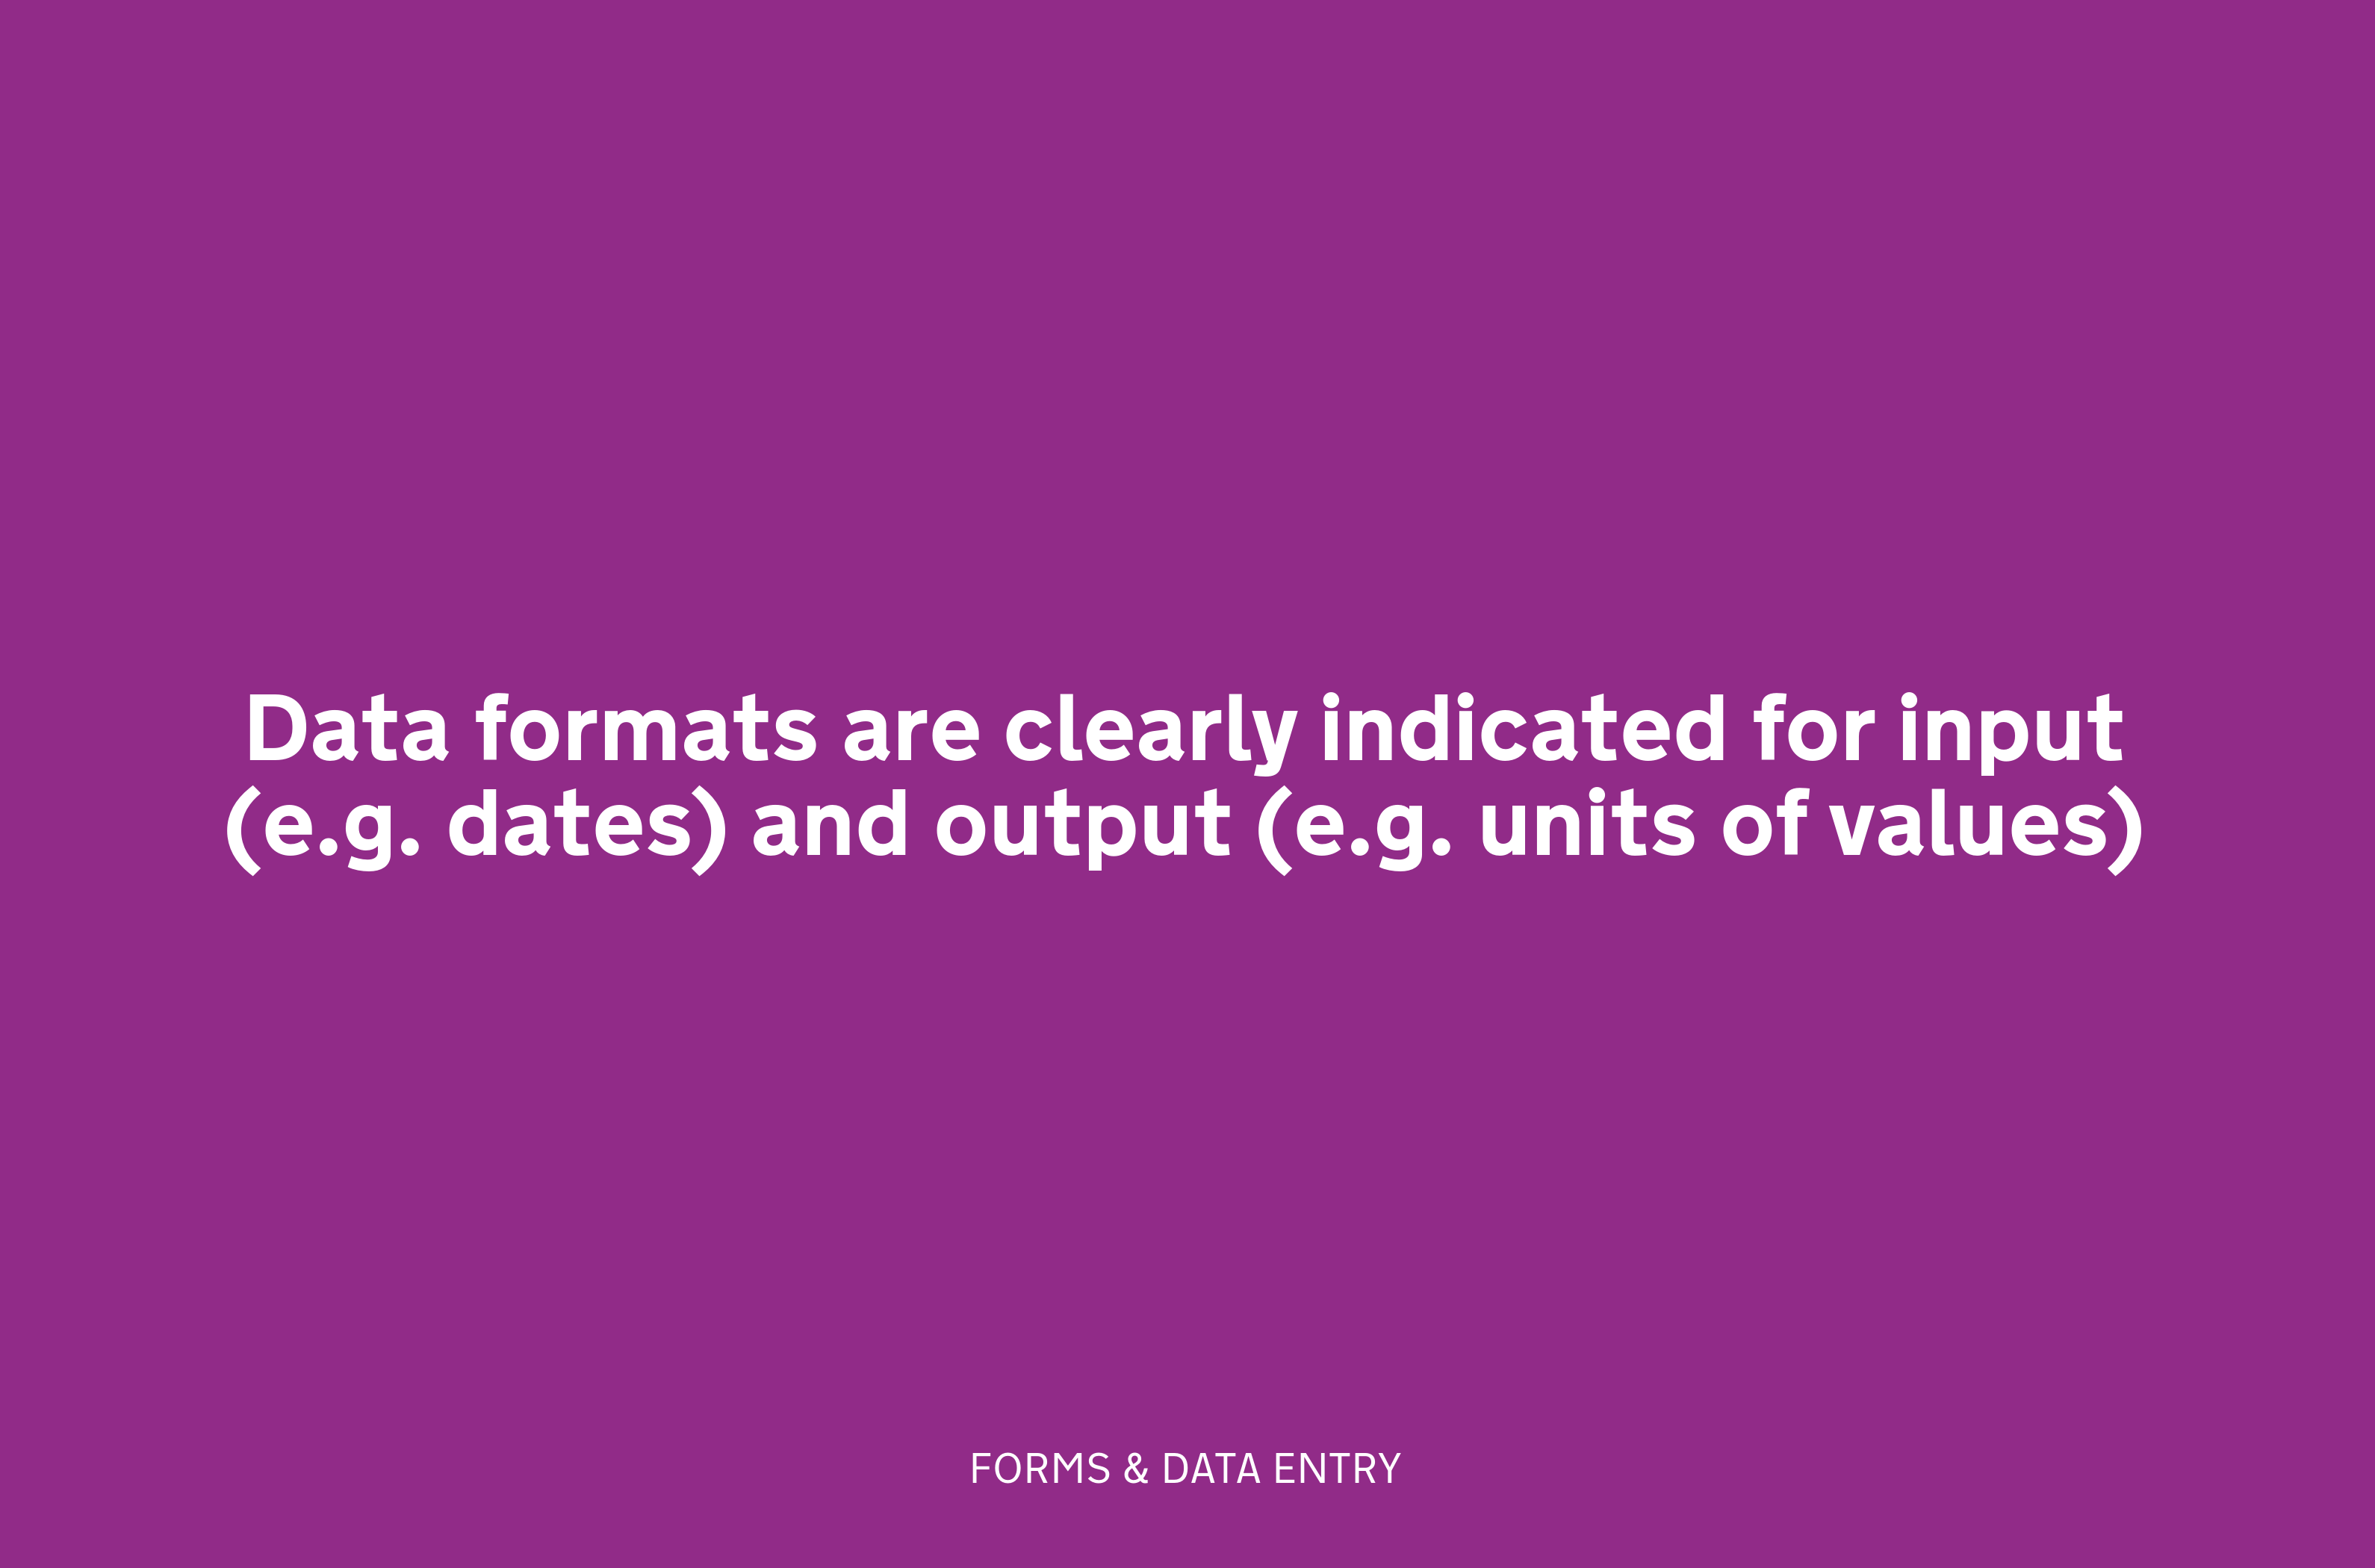 Data formats are clearly indicated for input
(e.g. dates) and output (e.g. units of values)
FORMS & DATA ENTRY